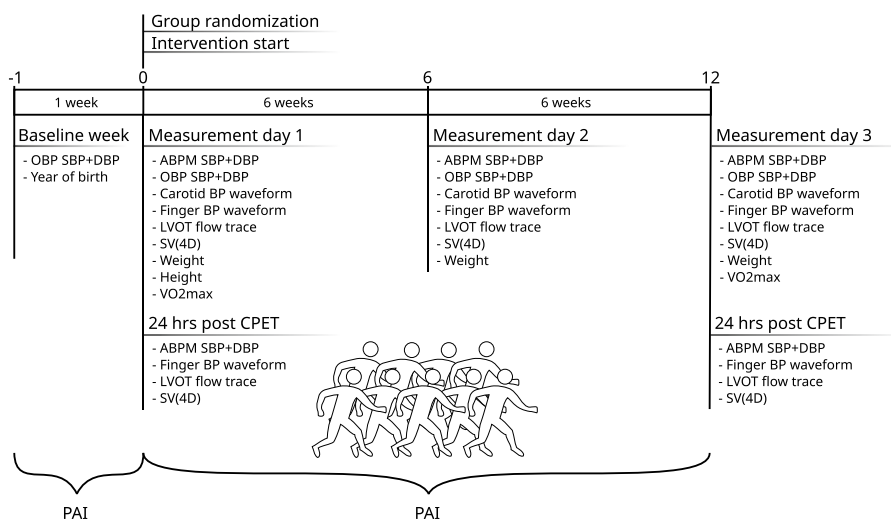 Group randomization
Intervention start
-1 0 6 12
1 week 6 weeks 6 weeks
Baseline week
- OBP SBP+DBP
- Year of birth
Measurement day 1
- ABPM SBP+DBP
- OBP SBP+DBP
- Carotid BP waveform
- Finger BP waveform
- LVOT flow trace
- SV(4D)
- Weight
- Height
- VO2max
24 hrs post CPET
- ABPM SBP+DBP
- Finger BP waveform
- LVOT flow trace
- SV(4D)
Measurement day 2
- ABPM SBP+DBP
- OBP SBP+DBP
- Carotid BP waveform
- Finger BP waveform
- LVOT flow trace
- SV(4D)
- Weight
Measurement day 3
- ABPM SBP+DBP
- OBP SBP+DBP
- Carotid BP waveform
- Finger BP waveform
- LVOT flow trace
- SV(4D)
- Weight
- VO2max
24 hrs post CPET
- ABPM SBP+DBP
- Finger BP waveform
- LVOT flow trace
- SV(4D)
PAI PAI